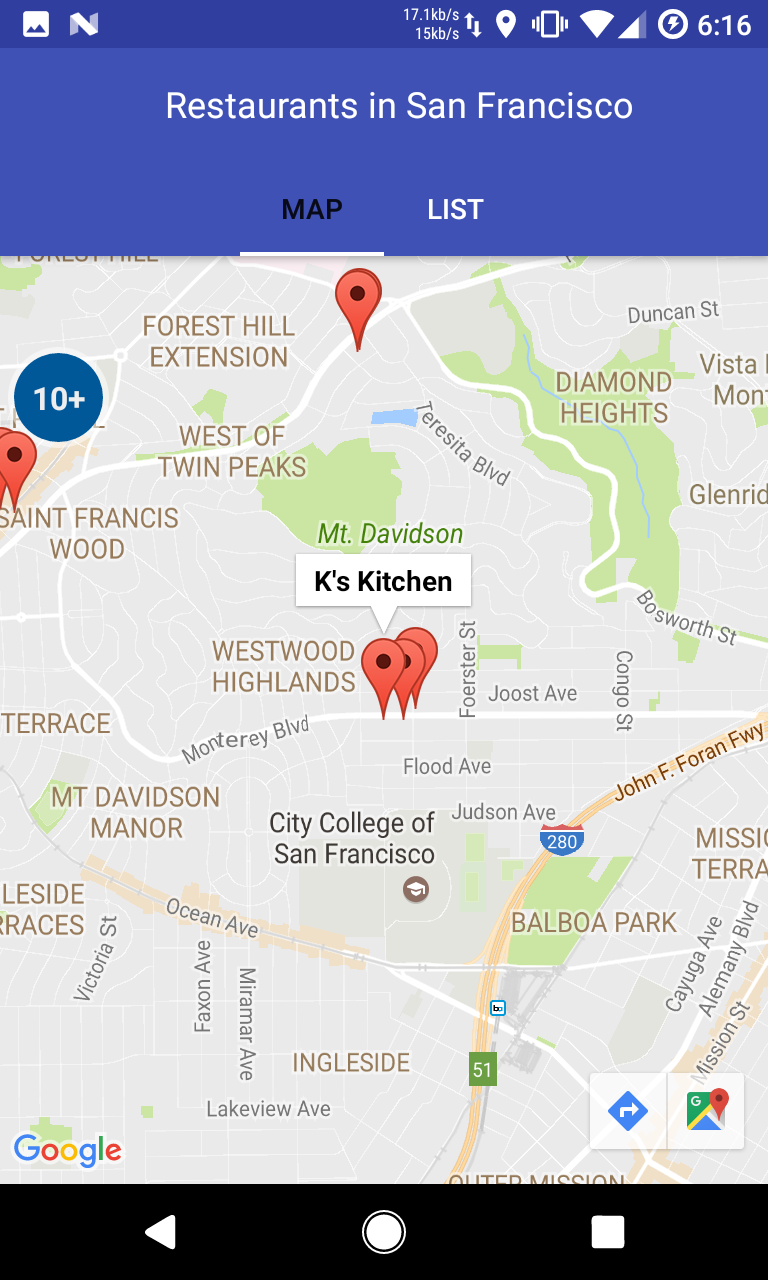 17.1kb/s
15kb/s
6:16
Restaurants in San Francisco
MAP
LIST
FOREST HILL
Duncan St
FOREST HILL
EXTENSION
Vista
Mont
DIAMOND
HEIGHTS
10+
Teresita Blvd
WEST OF
TWIN PEAKS
Glenrid
SAINT FRANCIS
WOOD
Mt. Davidson
K's Kitchen
Bosworth St
WESTWOOD
HIGHLANDS
Foerster St
Joost Ave
Congo St
TERRACE
Monterey Blvd
Flood Ave
John F. Foran Fwy
MT DAVIDSON
MANOR
Judson Ave
City College of
San Francisco
280
MISSIO
TERRA
LESIDE
RRACES
Ocean Ave
BALBOA PARK
Victoria St
Faxon Ave
Miramar Ave
Cayuga Ave
Alemany Blvd
Mission St
INGLESIDE
51
Lakeview Ave
G
Google
OUTER MISSION